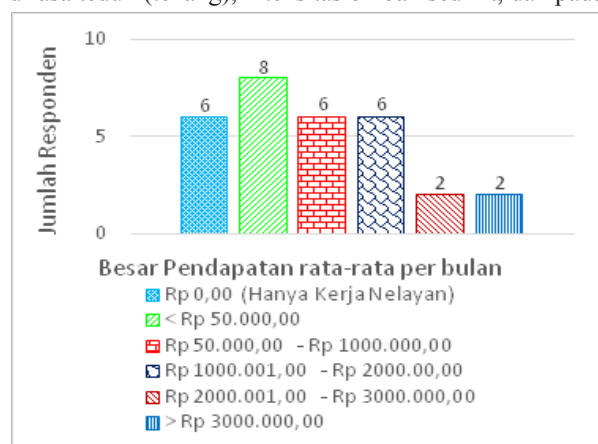 10
8
6 6 6
5
2 2
0
Jumlah Responden
Besar Pendapatan rata-rata per bulan
Rp 0,00 (Hanya Kerja Nelayan)
< Rp 50.000,00
Rp 50.000,00 - Rp 1000.000,00
Rp 1000.001,00 - Rp 2000.00,00
Rp 2000.001,00 - Rp 3000.000,00
> Rp 3000.000,00